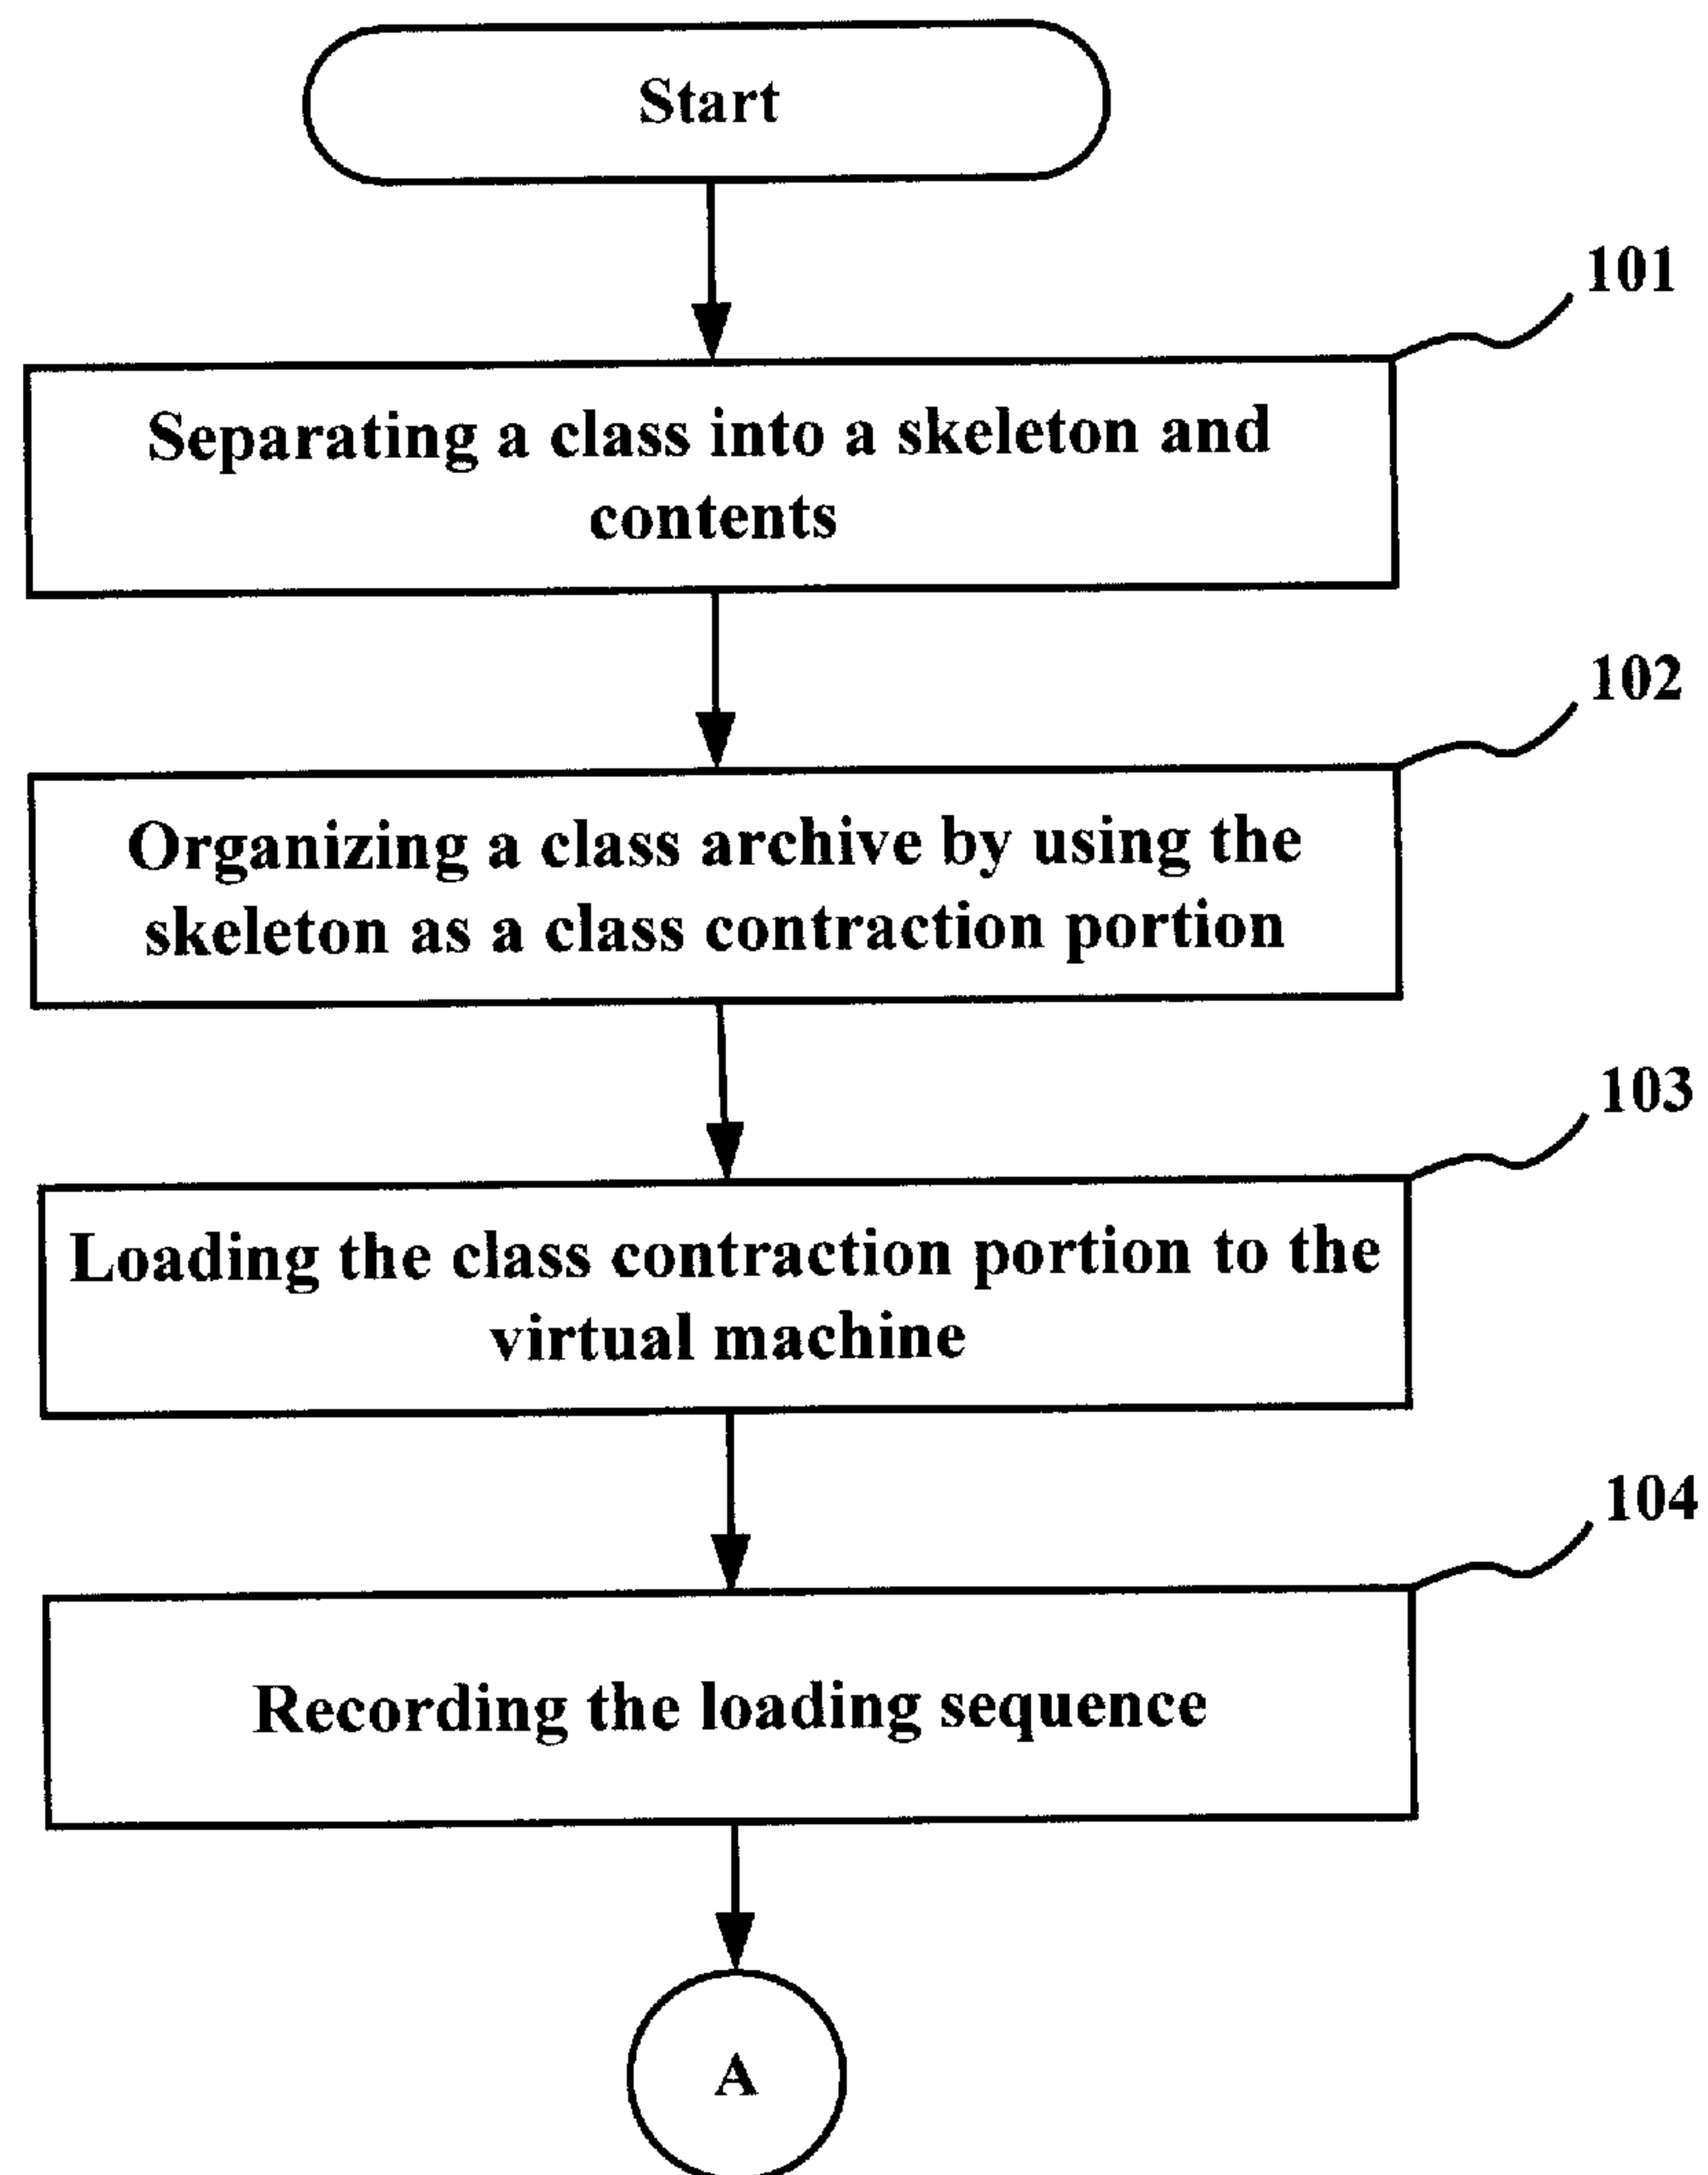 Start
101
Separating a class into a skeleton and
contents
102
Organizing a class archive by using the
skeleton as a class contraction portion
103
Loading the class contraction portion to the
virtual machine
104
Recording the loading sequence
A